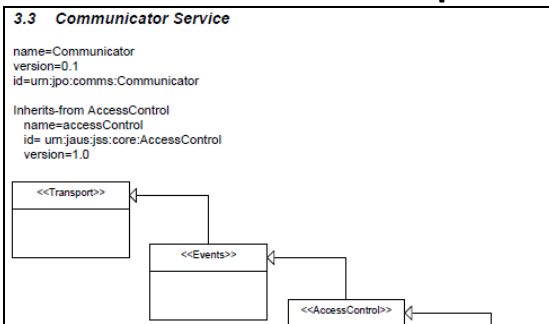 3.3 Communicator Service
name=Communicator
version=0.1
id=urn:jpo:comms:Communicator
Inherits-from AccessControl
name=accessControl
id= urn:jaus:jss:core:AccessControl
version=1.0
<<Transport>>
<<Events>>
<<AccessControl>>